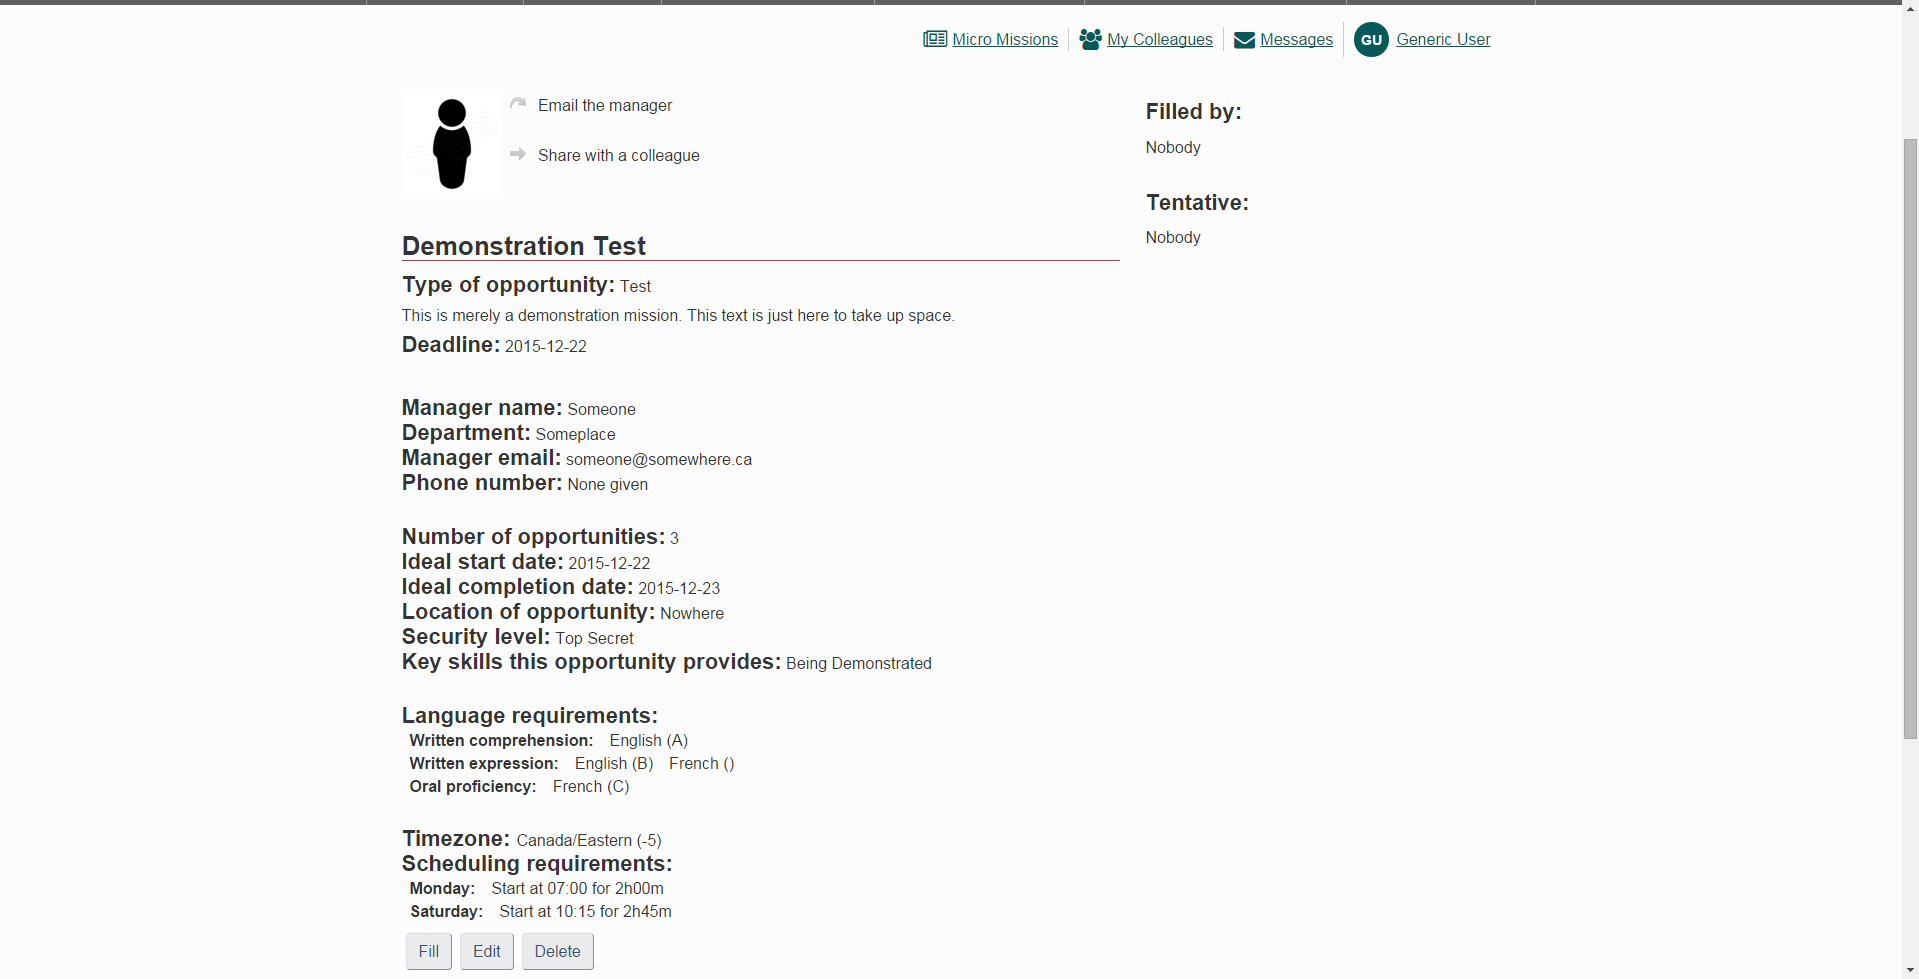 Micro Missions My Colleagues Messages GU Generic User
Email the manager
Share with a colleague
Demonstration Test
Type of opportunity: Test
This is merely a demonstration mission. This text is just here to take up space.
Deadline: 2015-12-22
Manager name: Someone
Department: Someplace
Manager email: someone@somewhere.ca
Phone number: None given
Number of opportunities: 3
Ideal start date: 2015-12-22
Ideal completion date: 2015-12-23
Location of opportunity: Nowhere
Security level: Top Secret
Key skills this opportunity provides: Being Demonstrated
Language requirements:
Written comprehension: English (A)
Written expression: English (B) French ()
Oral proficiency: French (C)
Timezone: Canada/Eastern (-5)
Scheduling requirements:
Monday: Start at 07:00 for 2h00m
Saturday: Start at 10:15 for 2h45m
Fill Edit Delete
Filled by:
Nobody
Tentative:
Nobody